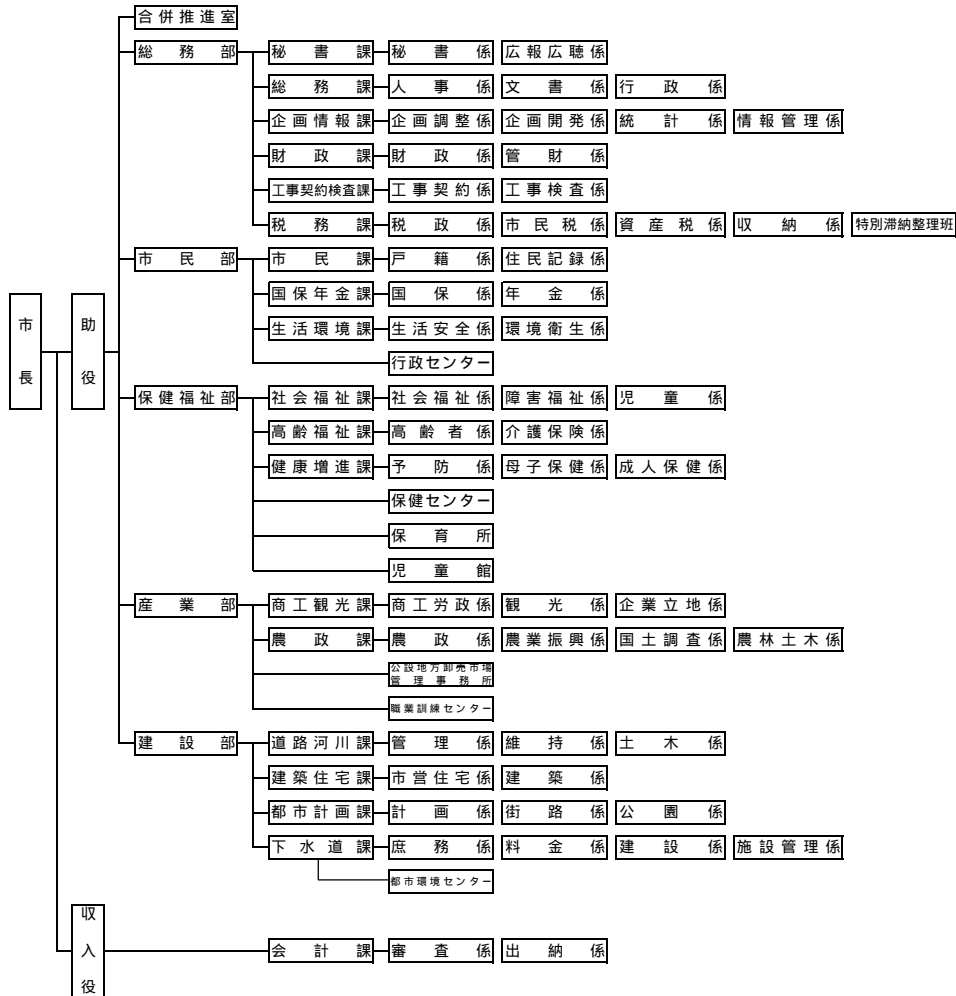 合併推進室
総務部 秘書課 秘書係 広報広聴係
総務課 人事係 文書係 行政係
企画情報課 企画調整係 企画開発係 統計係 情報管理係
財政課 財政係 管財係
工事契約検査課 工事契約係 工事検査係
税務課 税政係 市民税係 資産税係 収納係 特別滞納整理班
市民部 市民課 戸籍係 住民記録係
国保年金課 国保係 年金係
市長 助役
生活環境課 生活安全係 環境衛生係
行政センター
保健福祉部 社会福祉課 社会福祉係 障害福祉係 児童係
高齢福祉課 高齢者係 介護保険係
健康増進課 予防係 母子保健係 成人保健係
保健センター
保育所
児童館
産業部 商工観光課 商工労政係 観光係 企業立地係
農政課 農政係 農業振興係 国土調査係 農林土木係
公設地方卸売市場
管理事務所
職業訓練センター
建設部 道路河川課 管理係 維持係 土木係
建築住宅課 市営住宅係 建築係
都市計画課 計画係 街路係 公園係
下水道課 庶務係 料金係 建設係 施設管理係
都市環境センター
収入役 会計課 審査係 出納係